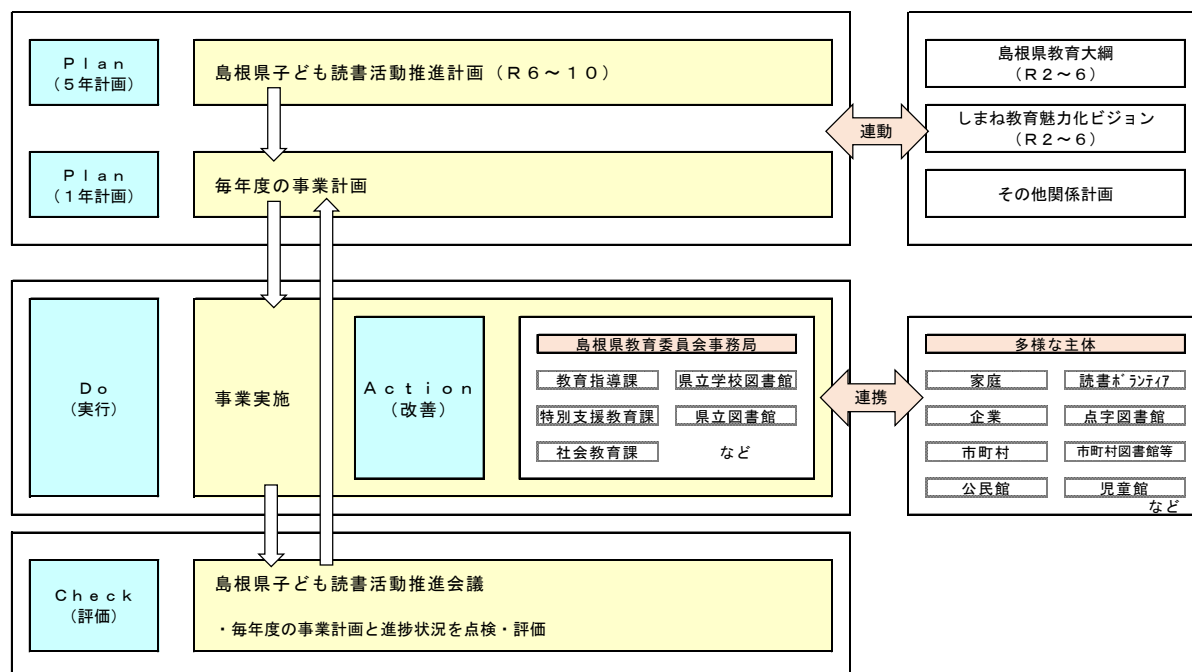 Ｐｌａｎ
（５年計画）
島根県子ども読書活動推進計画（Ｒ６～１０）
島根県教育大綱
（Ｒ２～６）
連動
しまね教育魅力化ビジョン
（Ｒ２～６）
Ｐｌａｎ
（１年計画）
毎年度の事業計画
その他関係計画
Ｄｏ
（実行）
事業実施
Ａｃｔｉｏｎ
（改善）
島根県教育委員会事務局
教育指導課
県立学校図書館
特別支援教育課
県立図書館
社会教育課
など
連携
多様な主体
家庭
読書ﾎﾞﾗﾝﾃｨｱ
企業
点字図書館
市町村
市町村図書館等
公民館
児童館
など
Ｃｈｅｃｋ
（評価）
島根県子ども読書活動推進会議
・毎年度の事業計画と進捗状況を点検・評価